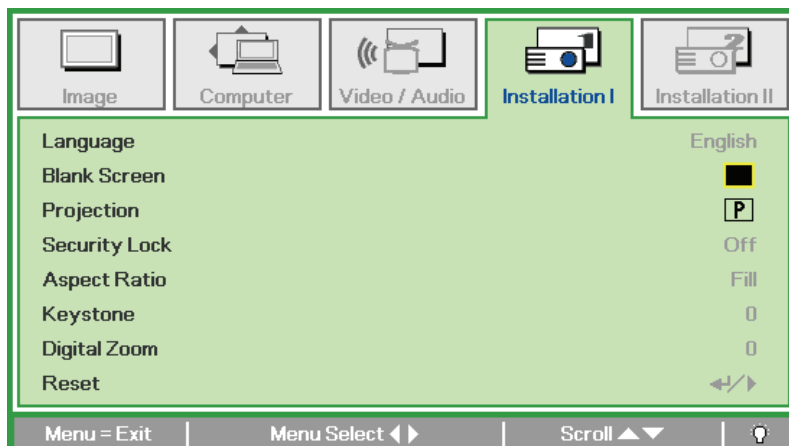 Image Computer Video / Audio Installation I Installation II
Language English
Blank Screen
Projection P
Security Lock Off
Aspect Ratio Fill
Keystone 0
Digital Zoom 0
Reset ↵/▶
Menu = Exit Menu Select ◀▶ Scroll ▲▼